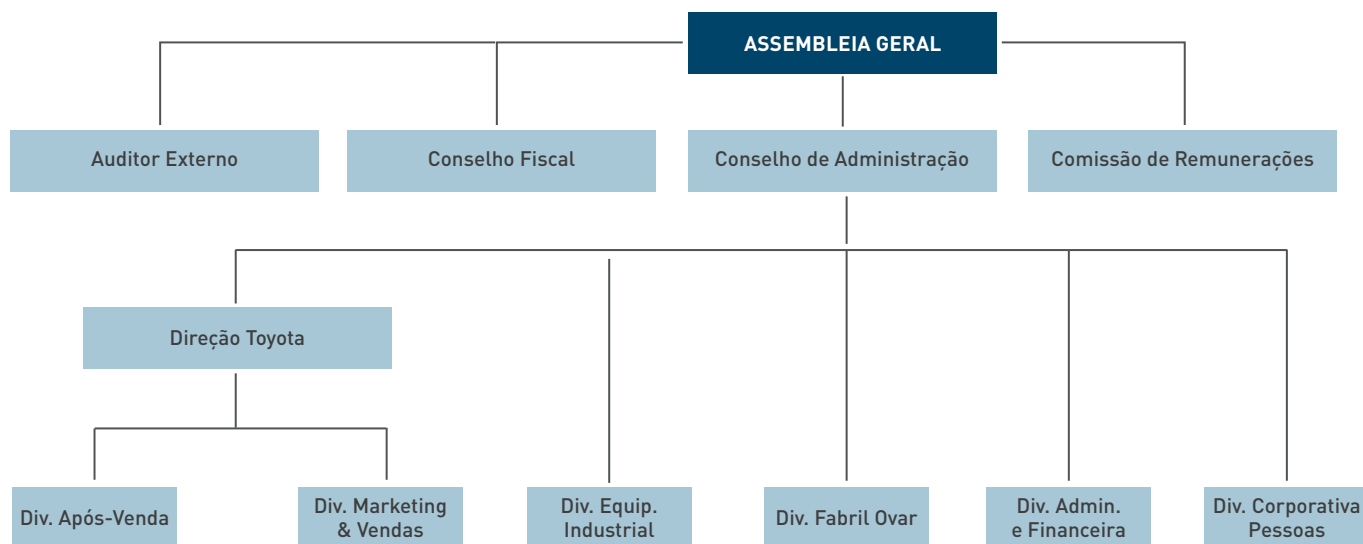 ASSEMBLEIA GERAL
Auditor Externo
Conselho Fiscal
Conselho de Administração
Comissão de Remunerações
Direção Toyota
Div. Após-Venda
Div. Marketing
& Vendas
Div. Equip.
Industrial
Div. Fabril Ovar
Div. Admin.
e Financeira
Div. Corporativa
Pessoas